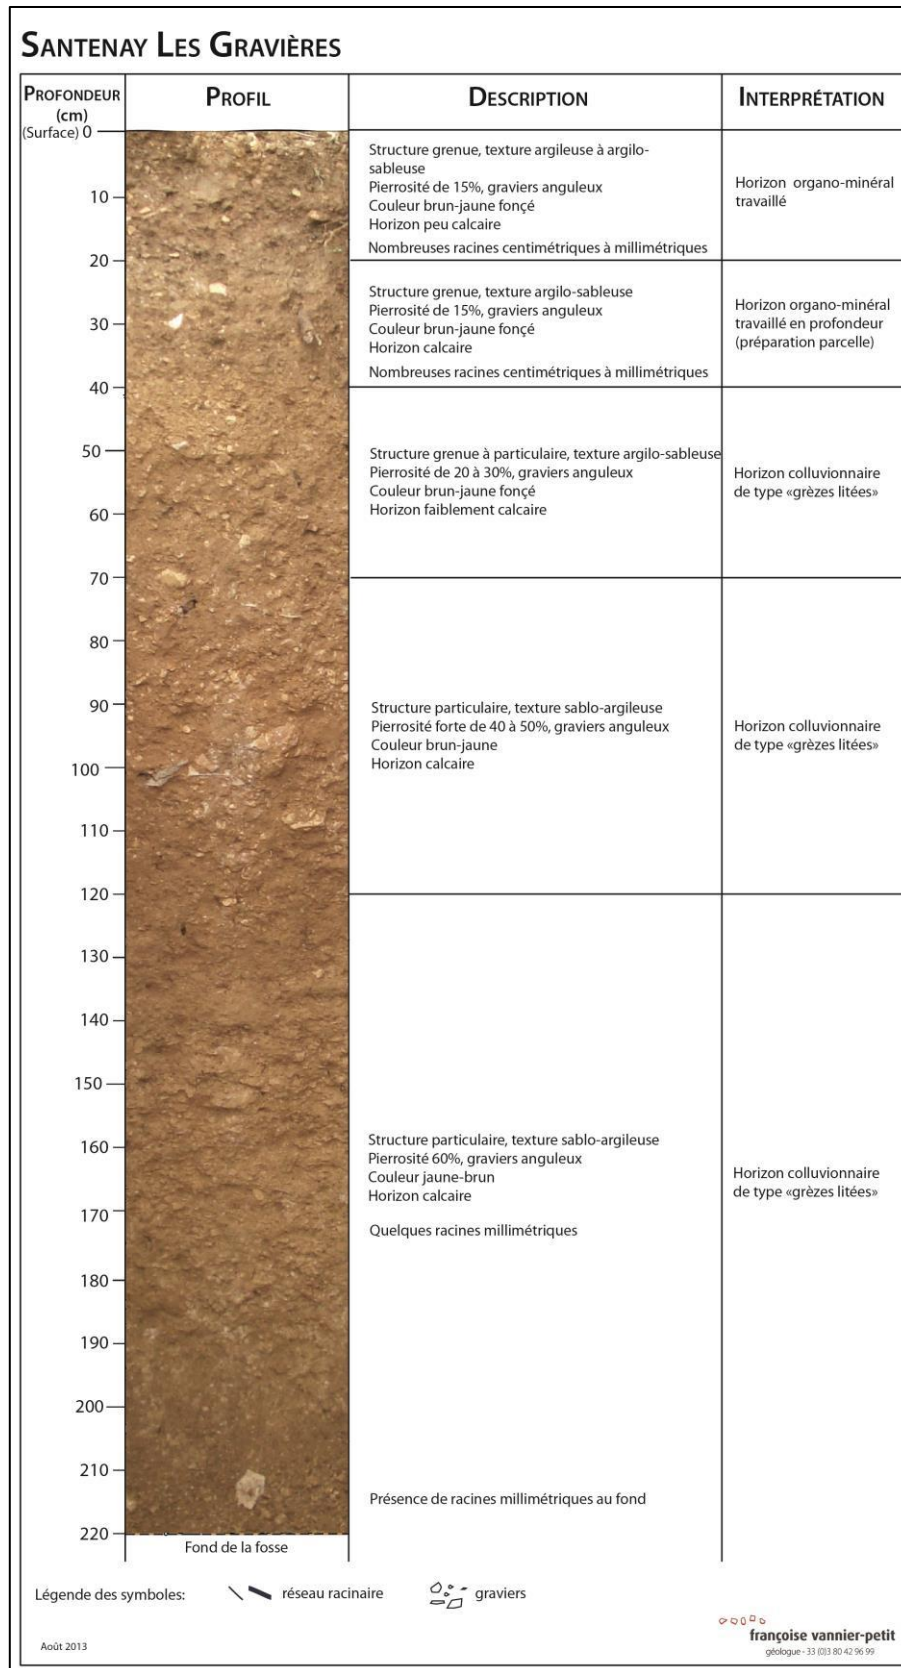 SANTENAY LES GRAVIÈRES
PROFONDEUR
(cm)
PROFIL
DESCRIPTION
INTERPRÉTATION
(Surface) 0
Structure grenue, texture argileuse à argilo-
sableuse
Pierrosité de 15%, graviers anguleux
Couleur brun-jaune fonçé
Horizon peu calcaire
Nombreuses racines centimétriques à millimétriques
Horizon organo-minéral
travaillé
10
20
Structure grenue, texture argilo-sableuse
Pierrosité de 15%, graviers anguleux
Couleur brun-jaune fonçé
Horizon calcaire
Nombreuses racines centimétriques à millimétriques
Horizon organo-minéral
travaillé en profondeur
(préparation parcelle)
30
40
Structure grenue à particulaire, texture argilo-sableuse
Pierrosité de 20 à 30%, graviers anguleux
Couleur brun-jaune fonçé
Horizon faiblement calcaire
Horizon colluvionnaire
de type «grèzes litées»
50
60
70
80
90
Structure particulaire, texture sablo-argileuse
Pierrosité forte de 40 à 50%, graviers anguleux
Couleur brun-jaune
Horizon calcaire
Horizon colluvionnaire
de type «grèzes litées»
100
110
120
130
140
150
160
Structure particulaire, texture sablo-argileuse
Pierrosité 60%, graviers anguleux
Couleur jaune-brun
Horizon calcaire
Quelques racines millimétriques
Horizon colluvionnaire
de type «grèzes litées»
170
180
190
200
210
Présence de racines millimétriques au fond
220
Fond de la fosse
Légende des symboles:
réseau racinaire
graviers
Août 2013
françoise vannier-petit
géologue - 33 (0)3 80 42 96 99